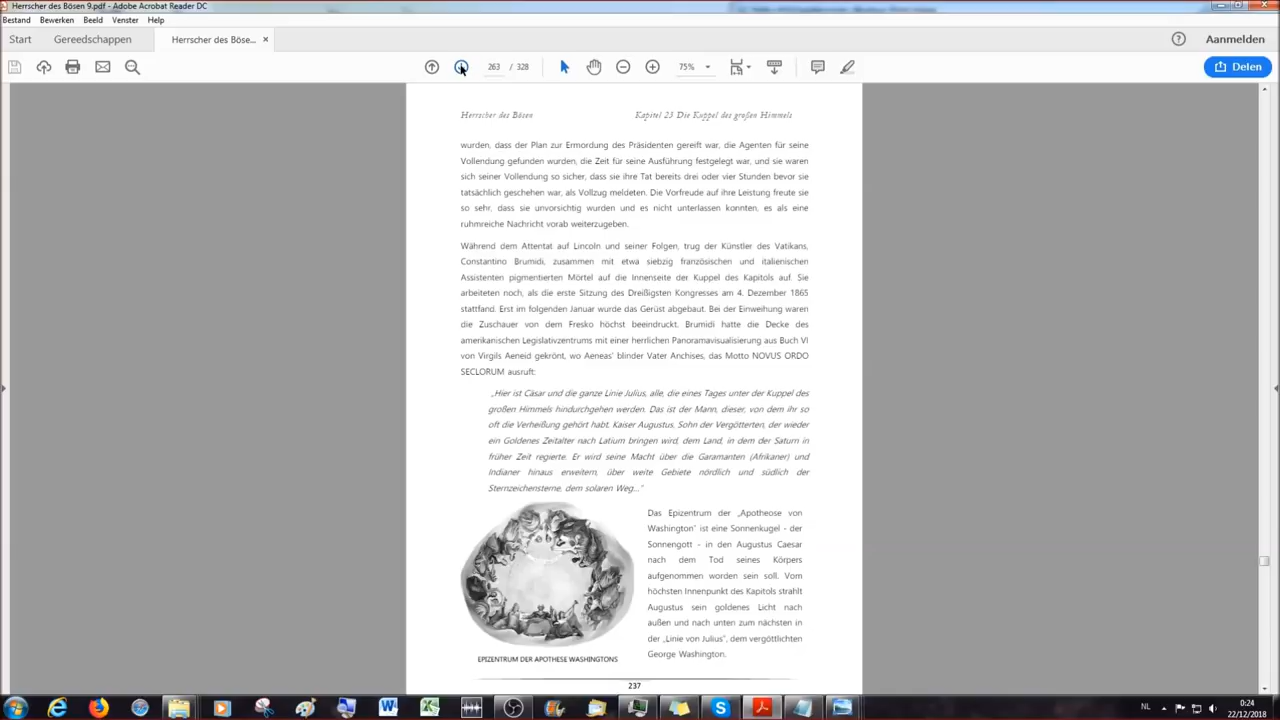 Herrscher des Bösen 9.pdf - Adobe Acrobat Reader DC
Bestand Bewerken Beeld Venster Help
Start Gereedschappen Herrscher des Böse... × Aanmelden
263 / 328 75% Delen
Herrscher des Bösen Kapitel 23 Die Kuppel des großen Himmels
wurden, dass der Plan zur Ermordung des Präsidenten gereift war, die Agenten für seine
Vollendung gefunden wurden, die Zeit für seine Ausführung festgelegt war, und sie waren
sich seiner Vollendung so sicher, dass sie ihre Tat bereits drei oder vier Stunden bevor sie
tatsächlich geschehen war, als Vollzug meldeten. Die Vorfreude auf ihre Leistung freute sie
so sehr, dass sie unvorsichtig wurden und es nicht unterlassen konnten, es als eine
ruhmreiche Nachricht vorab weiterzugeben.
Während dem Attentat auf Lincoln und seiner Folgen, trug der Künstler des Vatikans,
Constantino Brumidi, zusammen mit etwa siebzig französischen und italienischen
Assistenten pigmentierten Mörtel auf die Innenseite der Kuppel des Kapitols auf. Sie
arbeiteten noch, als die erste Sitzung des Dreißigsten Kongresses am 4. Dezember 1865
stattfand. Erst im folgenden Januar wurde das Gerüst abgebaut. Bei der Einweihung waren
die Zuschauer von dem Fresko höchst beeindruckt. Brumidi hatte die Decke des
amerikanischen Legislativzentrums mit einer herrlichen Panoramavisualisierung aus Buch VI
von Virgils Aeneid gekrönt, wo Aeneas' blinder Vater Anchises, das Motto NOVUS ORDO
SECLORUM ausruft:
„Hier ist Cäsar und die ganze Linie Julius, alle, die eines Tages unter der Kuppel des
großen Himmels hindurchgehen werden. Das ist der Mann, dieser, von dem ihr so
oft die Verheißung gehört habt. Kaiser Augustus, Sohn der Vergötterten, der wieder
ein Goldenes Zeitalter nach Latium bringen wird, dem Land, in dem der Saturn in
früher Zeit regierte. Er wird seine Macht über die Garamanten (Afrikaner) und
Indianer hinaus erweitern, über weite Gebiete nördlich und südlich der
Sternzeichensterne, dem solaren Weg..."
Das Epizentrum der „Apotheose von
Washington" ist eine Sonnenkugel - der
Sonnengott - in den Augustus Caesar
nach dem Tod seines Körpers
aufgenommen worden sein soll. Vom
höchsten Innenpunkt des Kapitols strahlt
Augustus sein goldenes Licht nach
außen und nach unten zum nächsten in
der „Linie von Julius", dem vergöttlichten
George Washington.
EPIZENTRUM DER APOTHESE WASHINGTONS
237
NL 0:24
22/12/2018